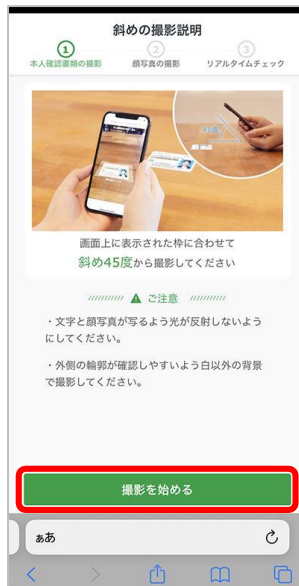 斜めの撮影説明
1 2 3
本人確認書類の撮影 顔写真の撮影 リアルタイムチェック
45度
画面上に表示された枠に合わせて
斜め45度から撮影してください
ご注意
・文字と顔写真が写るよう光が反射しないよう
にしてください。
・外側の輪郭が確認しやすいよう白以外の背景
で撮影してください。
撮影を始める
ぁあ